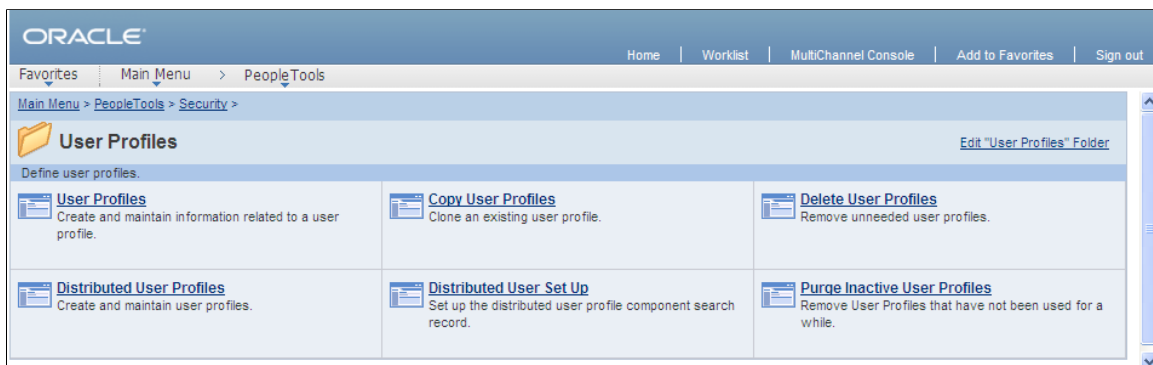 ORACLE
Home | Worklist | MultiChannel Console | Add to Favorites | Sign out
Favorites Main Menu > PeopleTools
Main Menu > PeopleTools > Security >
User Profiles
Edit "User Profiles" Folder
Define user profiles.
User Profiles
Create and maintain information related to a user
profile.
Copy User Profiles
Clone an existing user profile.
Delete User Profiles
Remove unneeded user profiles.
Distributed User Profiles
Create and maintain user profiles.
Distributed User Set Up
Set up the distributed user profile component search
record.
Purge Inactive User Profiles
Remove User Profiles that have not been used for a
while.